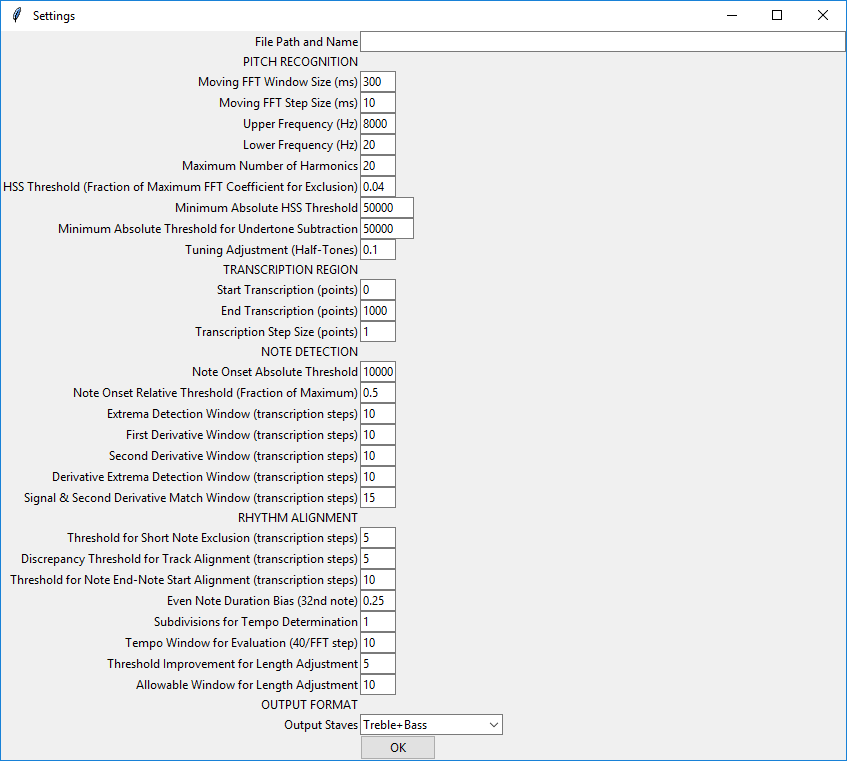 Settings
File Path and Name
PITCH RECOGNITION
Moving FFT Window Size (ms) 300
Moving FFT Step Size (ms) 10
Upper Frequency (Hz) 8000
Lower Frequency (Hz) 20
Maximum Number of Harmonics 20
HSS Threshold (Fraction of Maximum FFT Coefficient for Exclusion) 0.04
Minimum Absolute HSS Threshold 50000
Minimum Absolute Threshold for Undertone Subtraction 50000
Tuning Adjustment (Half-Tones) 0.1
TRANSCRIPTION REGION
Start Transcription (points) 0
End Transcription (points) 1000
Transcription Step Size (points) 1
NOTE DETECTION
Note Onset Absolute Threshold 10000
Note Onset Relative Threshold (Fraction of Maximum) 0.5
Extrema Detection Window (transcription steps) 10
First Derivative Window (transcription steps) 10
Second Derivative Window (transcription steps) 10
Derivative Extrema Detection Window (transcription steps) 10
Signal & Second Derivative Match Window (transcription steps) 15
RHYTHM ALIGNMENT
Threshold for Short Note Exclusion (transcription steps) 5
Discrepancy Threshold for Track Alignment (transcription steps) 5
Threshold for Note End-Note Start Alignment (transcription steps) 10
Even Note Duration Bias (32nd note) 0.25
Subdivisions for Tempo Determination 1
Tempo Window for Evaluation (40/FFT step) 10
Threshold Improvement for Length Adjustment 5
Allowable Window for Length Adjustment 10
OUTPUT FORMAT
Output Staves Treble+Bass
OK